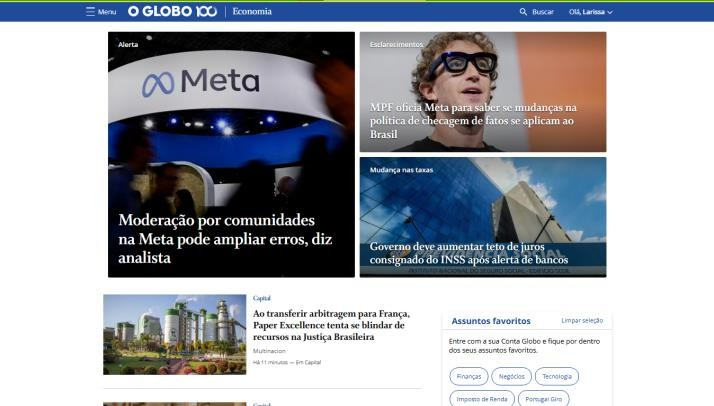 Menu
O GLOBO 100
Economia
Buscar
Olá, Larissa
Alerta
Meta
Moderação por comunidades
na Meta pode ampliar erros, diz
analista
Esclarecimentos
MPF oficia Meta para saber se mudanças na
política de checagem de fatos se aplicam ao
Brasil
Mudança nas taxas
Governo deve aumentar teto de juros
consignado do INSS após alerta de bancos
INSTITUTO NACIONAL DO SEGURO SOCIAL
Capital
Ao transferir arbitragem para França,
Paper Excellence tenta se blindar de
recursos na Justiça Brasileira
Multinacion
Há 11 minutos — Em Capital
Assuntos favoritos
Limpar seleção
Entre com a sua Conta Globo e fique por dentro
dos seus assuntos favoritos.
Finanças
Negócios
Tecnologia
Imposto de Renda
Portugal Giro
Capital